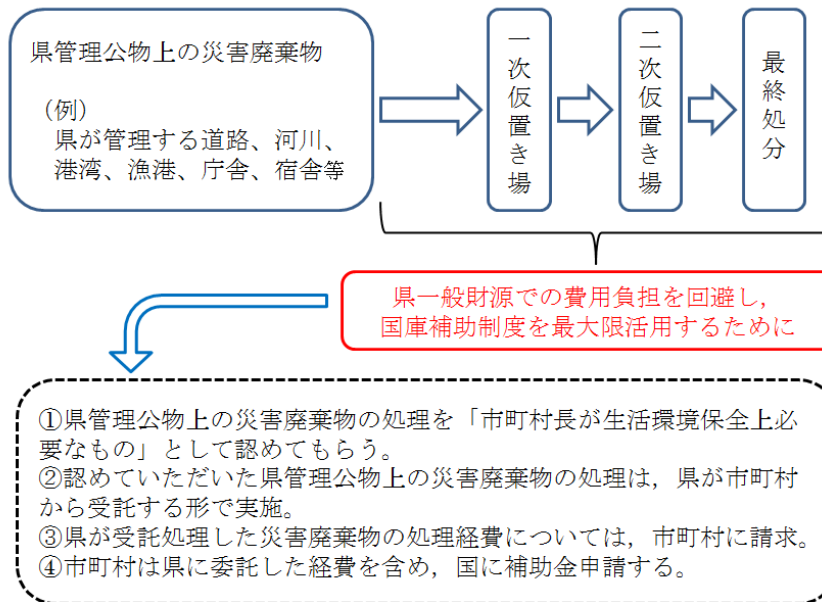 県管理公物上の災害廃棄物
（例）
県が管理する道路、河川、
港湾、漁港、庁舎、宿舎等
一次仮置き場
二次仮置き場
最終処分
県一般財源での費用負担を回避し，
国庫補助制度を最大限活用するために
①県管理公物上の災害廃棄物の処理を「市町村長が生活環境保全上必
要なもの」として認めてもらう。
②認めていただいた県管理公物上の災害廃棄物の処理は，県が市町村
から受託する形で実施。
③県が受託処理した災害廃棄物の処理経費については，市町村に請求。
④市町村は県に委託した経費を含め，国に補助金申請する。